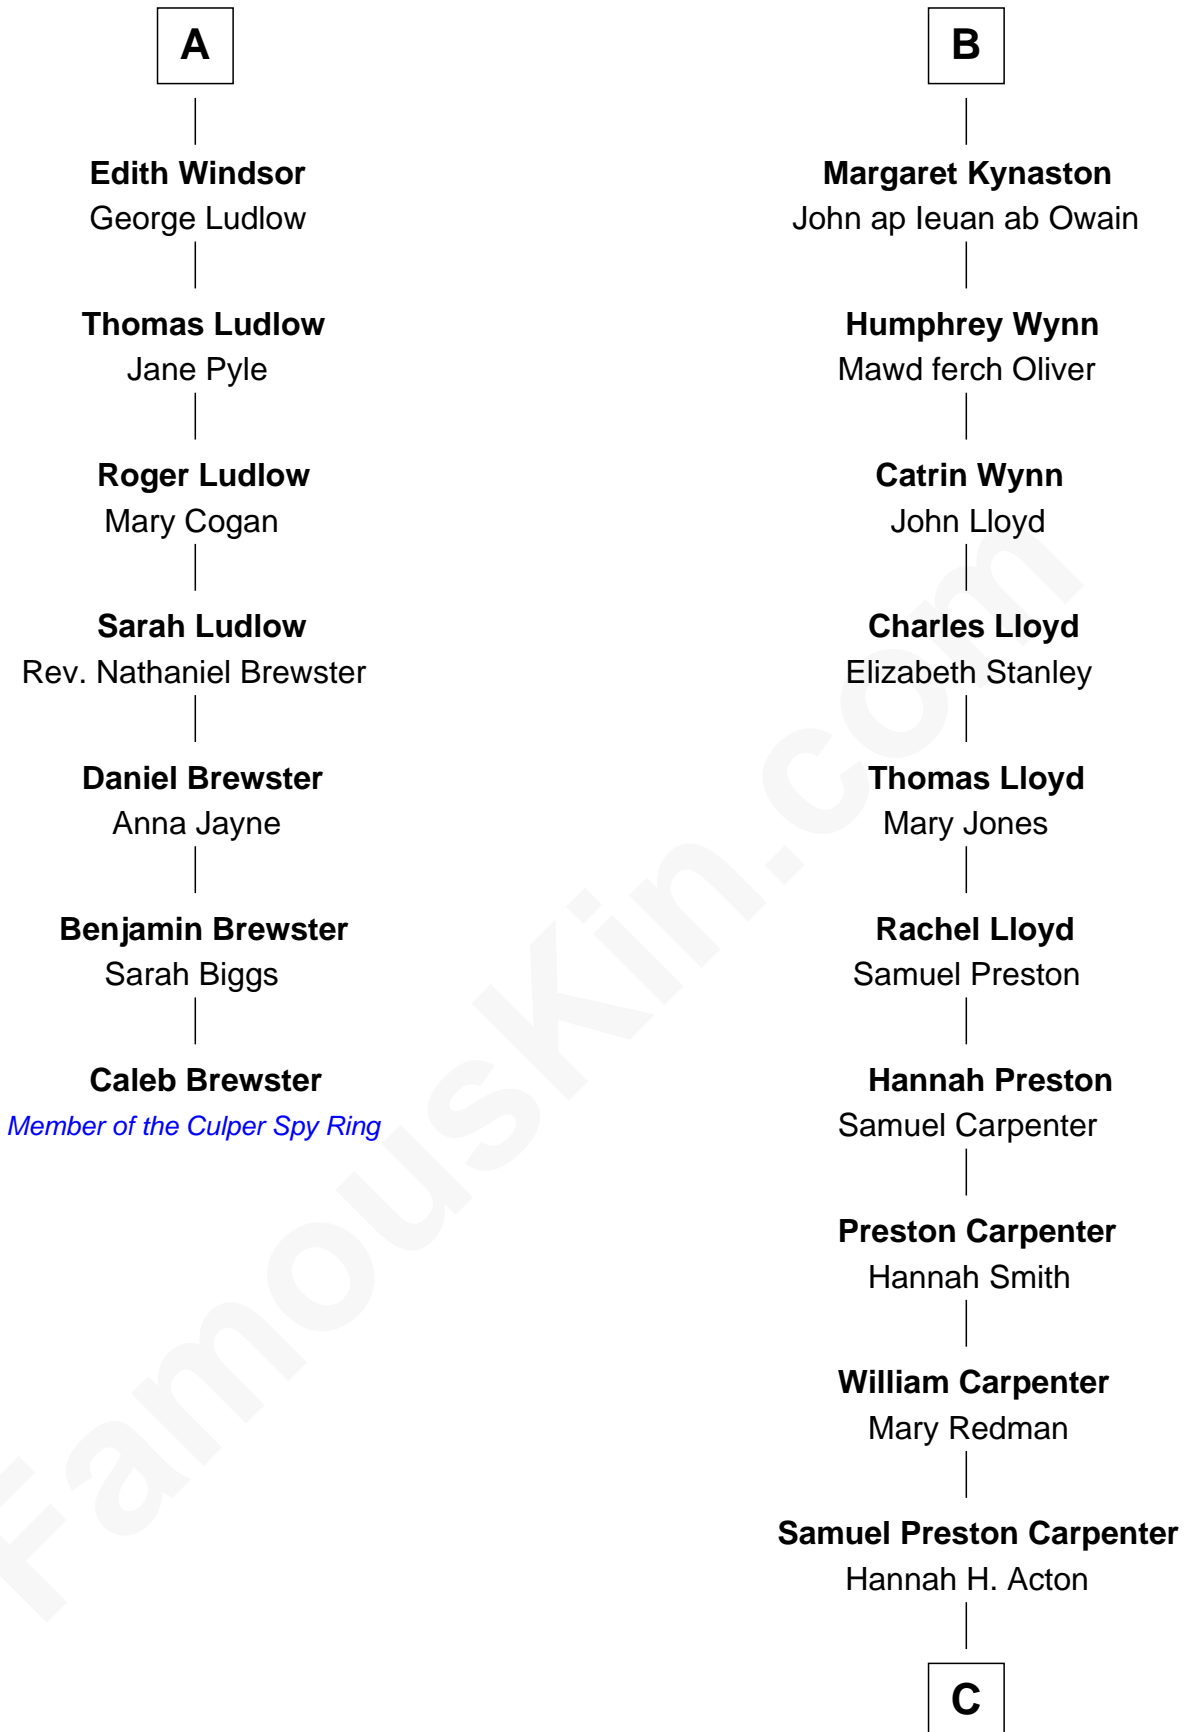 A
Edith Windsor
George Ludlow
Thomas Ludlow
Jane Pyle
Roger Ludlow
Mary Cogan
Sarah Ludlow
Rev. Nathaniel Brewster
Daniel Brewster
Anna Jayne
Benjamin Brewster
Sarah Biggs
Caleb Brewster
Member of the Culper Spy Ring
B
Margaret Kynaston
John ap Ieuan ab Owain
Humphrey Wynn
Mawd ferch Oliver
Catrin Wynn
John Lloyd
Charles Lloyd
Elizabeth Stanley
Thomas Lloyd
Mary Jones
Rachel Lloyd
Samuel Preston
Hannah Preston
Samuel Carpenter
Preston Carpenter
Hannah Smith
William Carpenter
Mary Redman
Samuel Preston Carpenter
Hannah H. Acton
C
FamousKin.com